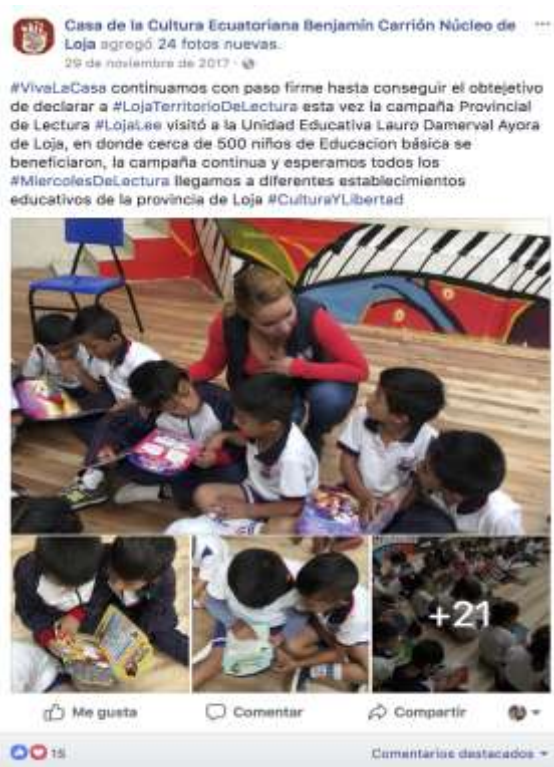 Casa de la Cultura Ecuatoriana Benjamín Carrión Núcleo de
Loja agregó 24 fotos nuevas.
29 de noviembre de 2017 ·
#VivaLaCasa continuamos con paso firme hasta conseguir el obtejetivo
de declarar a #LojaTerritorioDeLectura esta vez la campaña Provincial
de Lectura #LojaLee visitó a la Unidad Educativa Lauro Damerval Ayora
de Loja, en donde cerca de 500 niños de Educacion básica se
beneficiaron, la campaña continua y esperamos todos los
#MiercolesDeLectura llegamos a diferentes establecimientos
educativos de la provincia de Loja #CulturaYLibertad
+21
Me gusta
Comentar
Compartir
15
Comentarios destacados